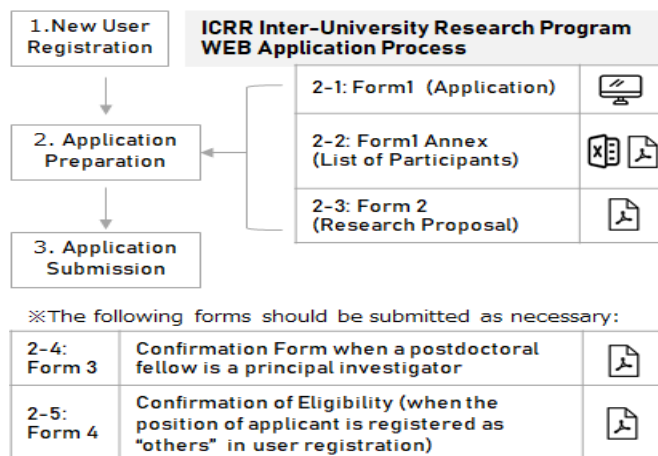 1.New User
Registration
ICRR Inter-University Research Program
WEB Application Process
2-1: Form1 (Application)
2. Application
Preparation
2-2: Form1 Annex
(List of Participants)
2-3: Form 2
(Research Proposal)
3. Application
Submission
※The following forms should be submitted as necessary:
2-4:
Form 3
Confirmation Form when a postdoctoral
fellow is a principal investigator
2-5:
Form 4
Confirmation of Eligibility (when the
position of applicant is registered as
“others” in user registration)